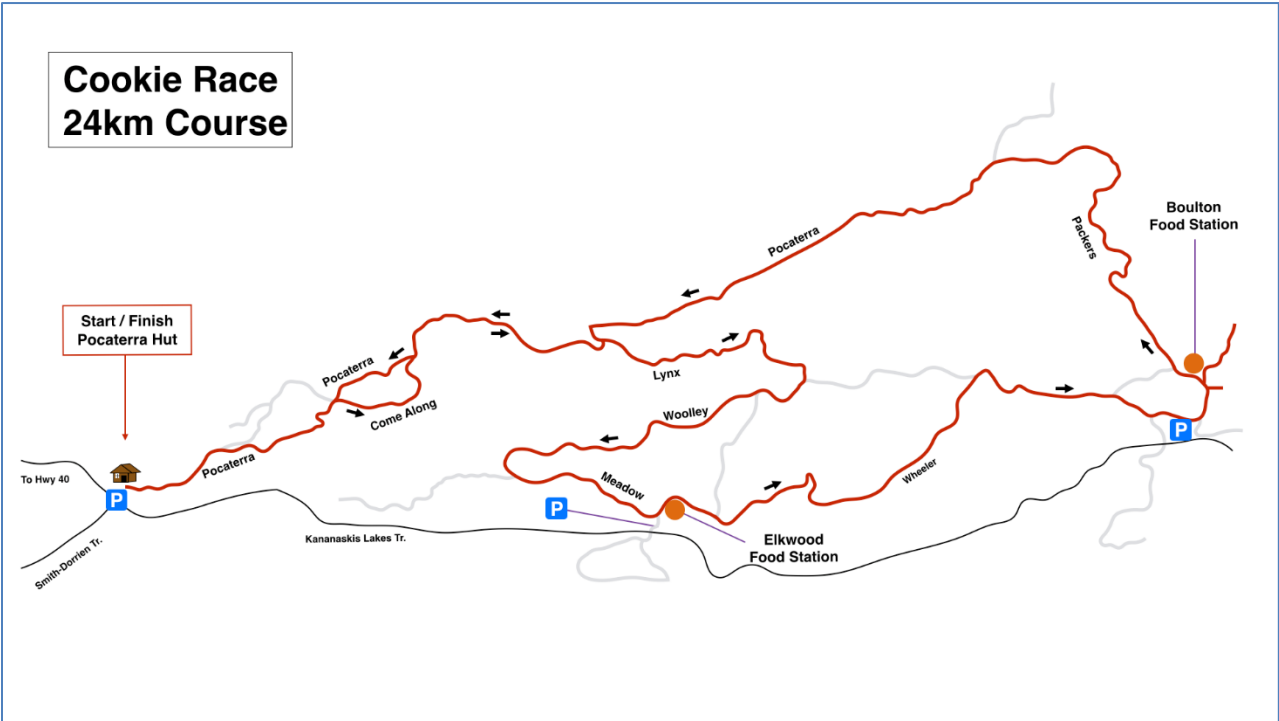 Cookie Race
24km Course
Boulton
Food Station
Packers
Pocaterra
Start / Finish
Pocaterra Hut
Pocaterra
Lynx
Come Along
Woolley
Pocaterra
To Hwy 40
P
Meadow
P
Wheeler
P
Elkwood
Food Station
Kananaskis Lakes Tr.
Smith-Dorrien Tr.